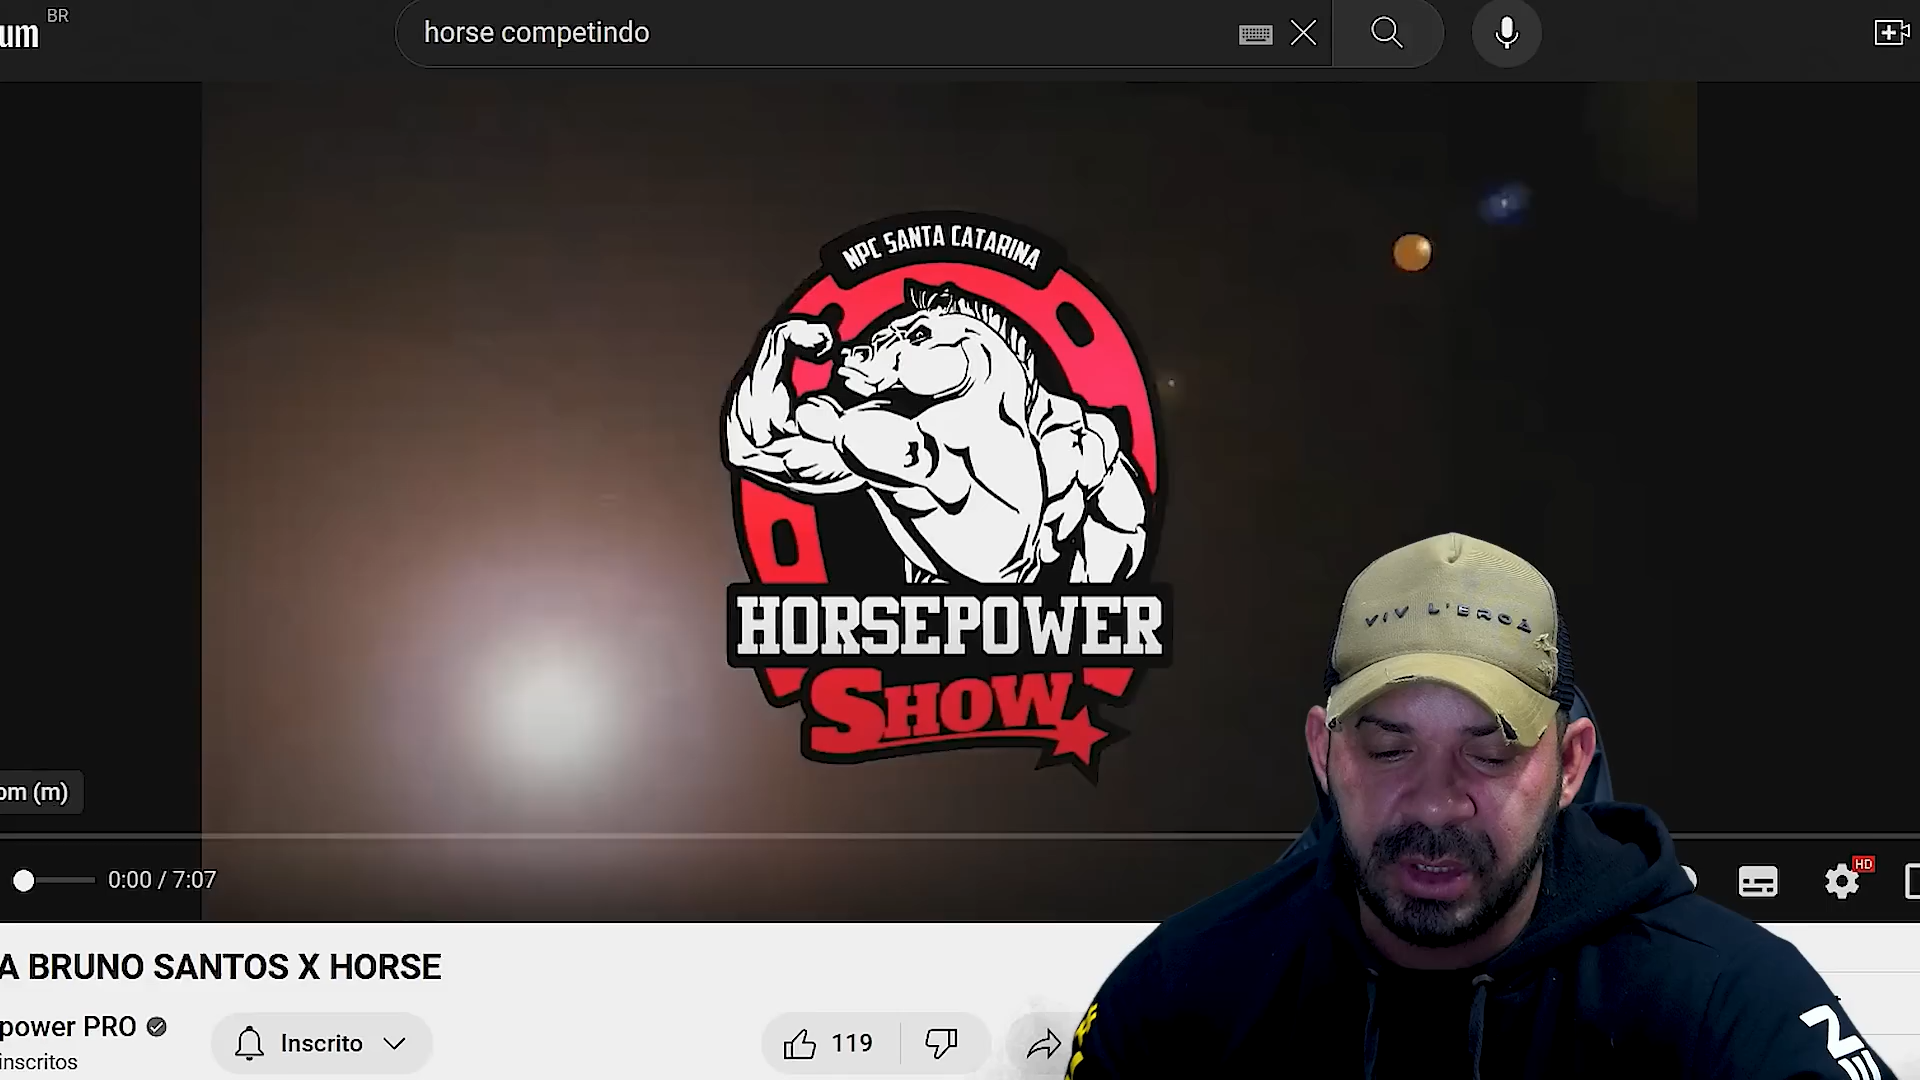 BR
um
horse competindo
NPC SANTA CATARINA
HORSEPOWER
SHOW
VIV L'EROA
om (m)
0:00 / 7:07
HD
A BRUNO SANTOS X HORSE
power PRO
Inscrito
119
inscritos